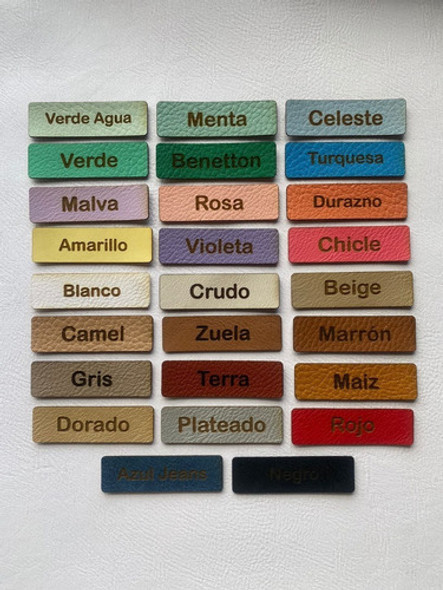 Verde Agua Menta Celeste
Verde Benetton Turquesa
Malva Rosa Durazno
Amarillo Violeta Chicle
Blanco Crudo Beige
Camel Zuela Marron
Gris Terra Maiz
Dorado Plateado Rojo
Azul Jeans Negro